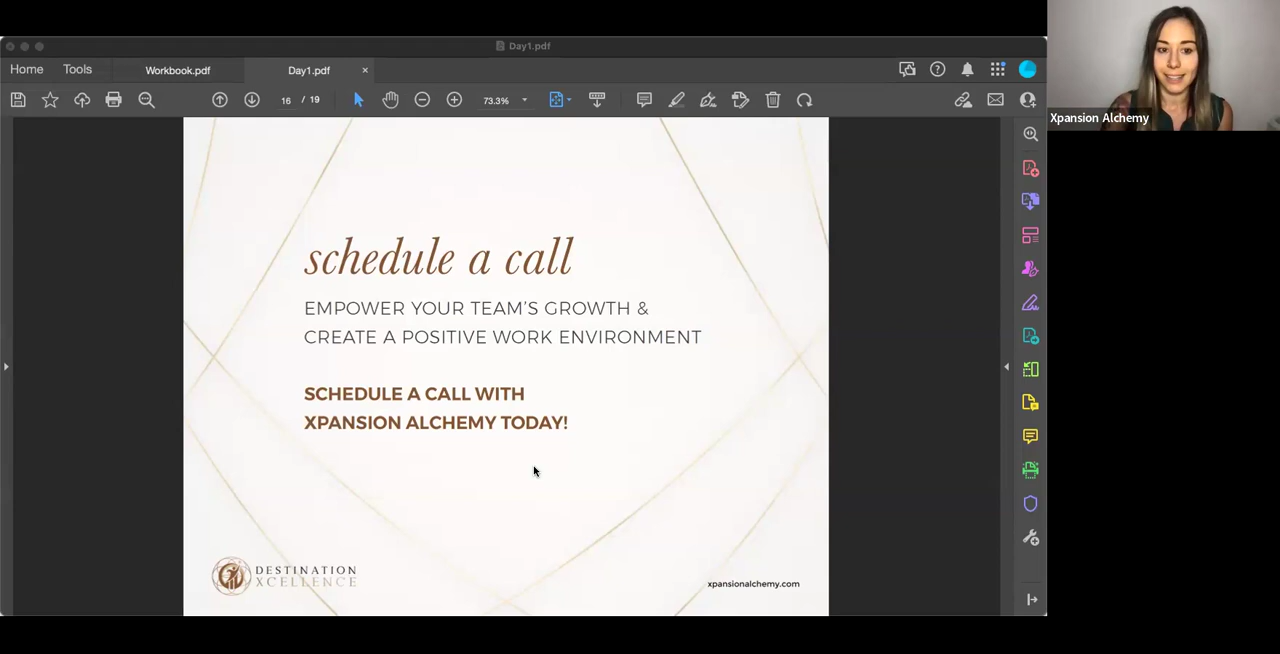 Day1.pdf
Home
Tools
Workbook.pdf
Day1.pdf
16 / 19
73.3%
Xpansion Alchemy
schedule a call
EMPOWER YOUR TEAM'S GROWTH &
CREATE A POSITIVE WORK ENVIRONMENT
SCHEDULE A CALL WITH
XPANSION ALCHEMY TODAY!
DESTINATION
XCELLENCE
xpansionalchemy.com